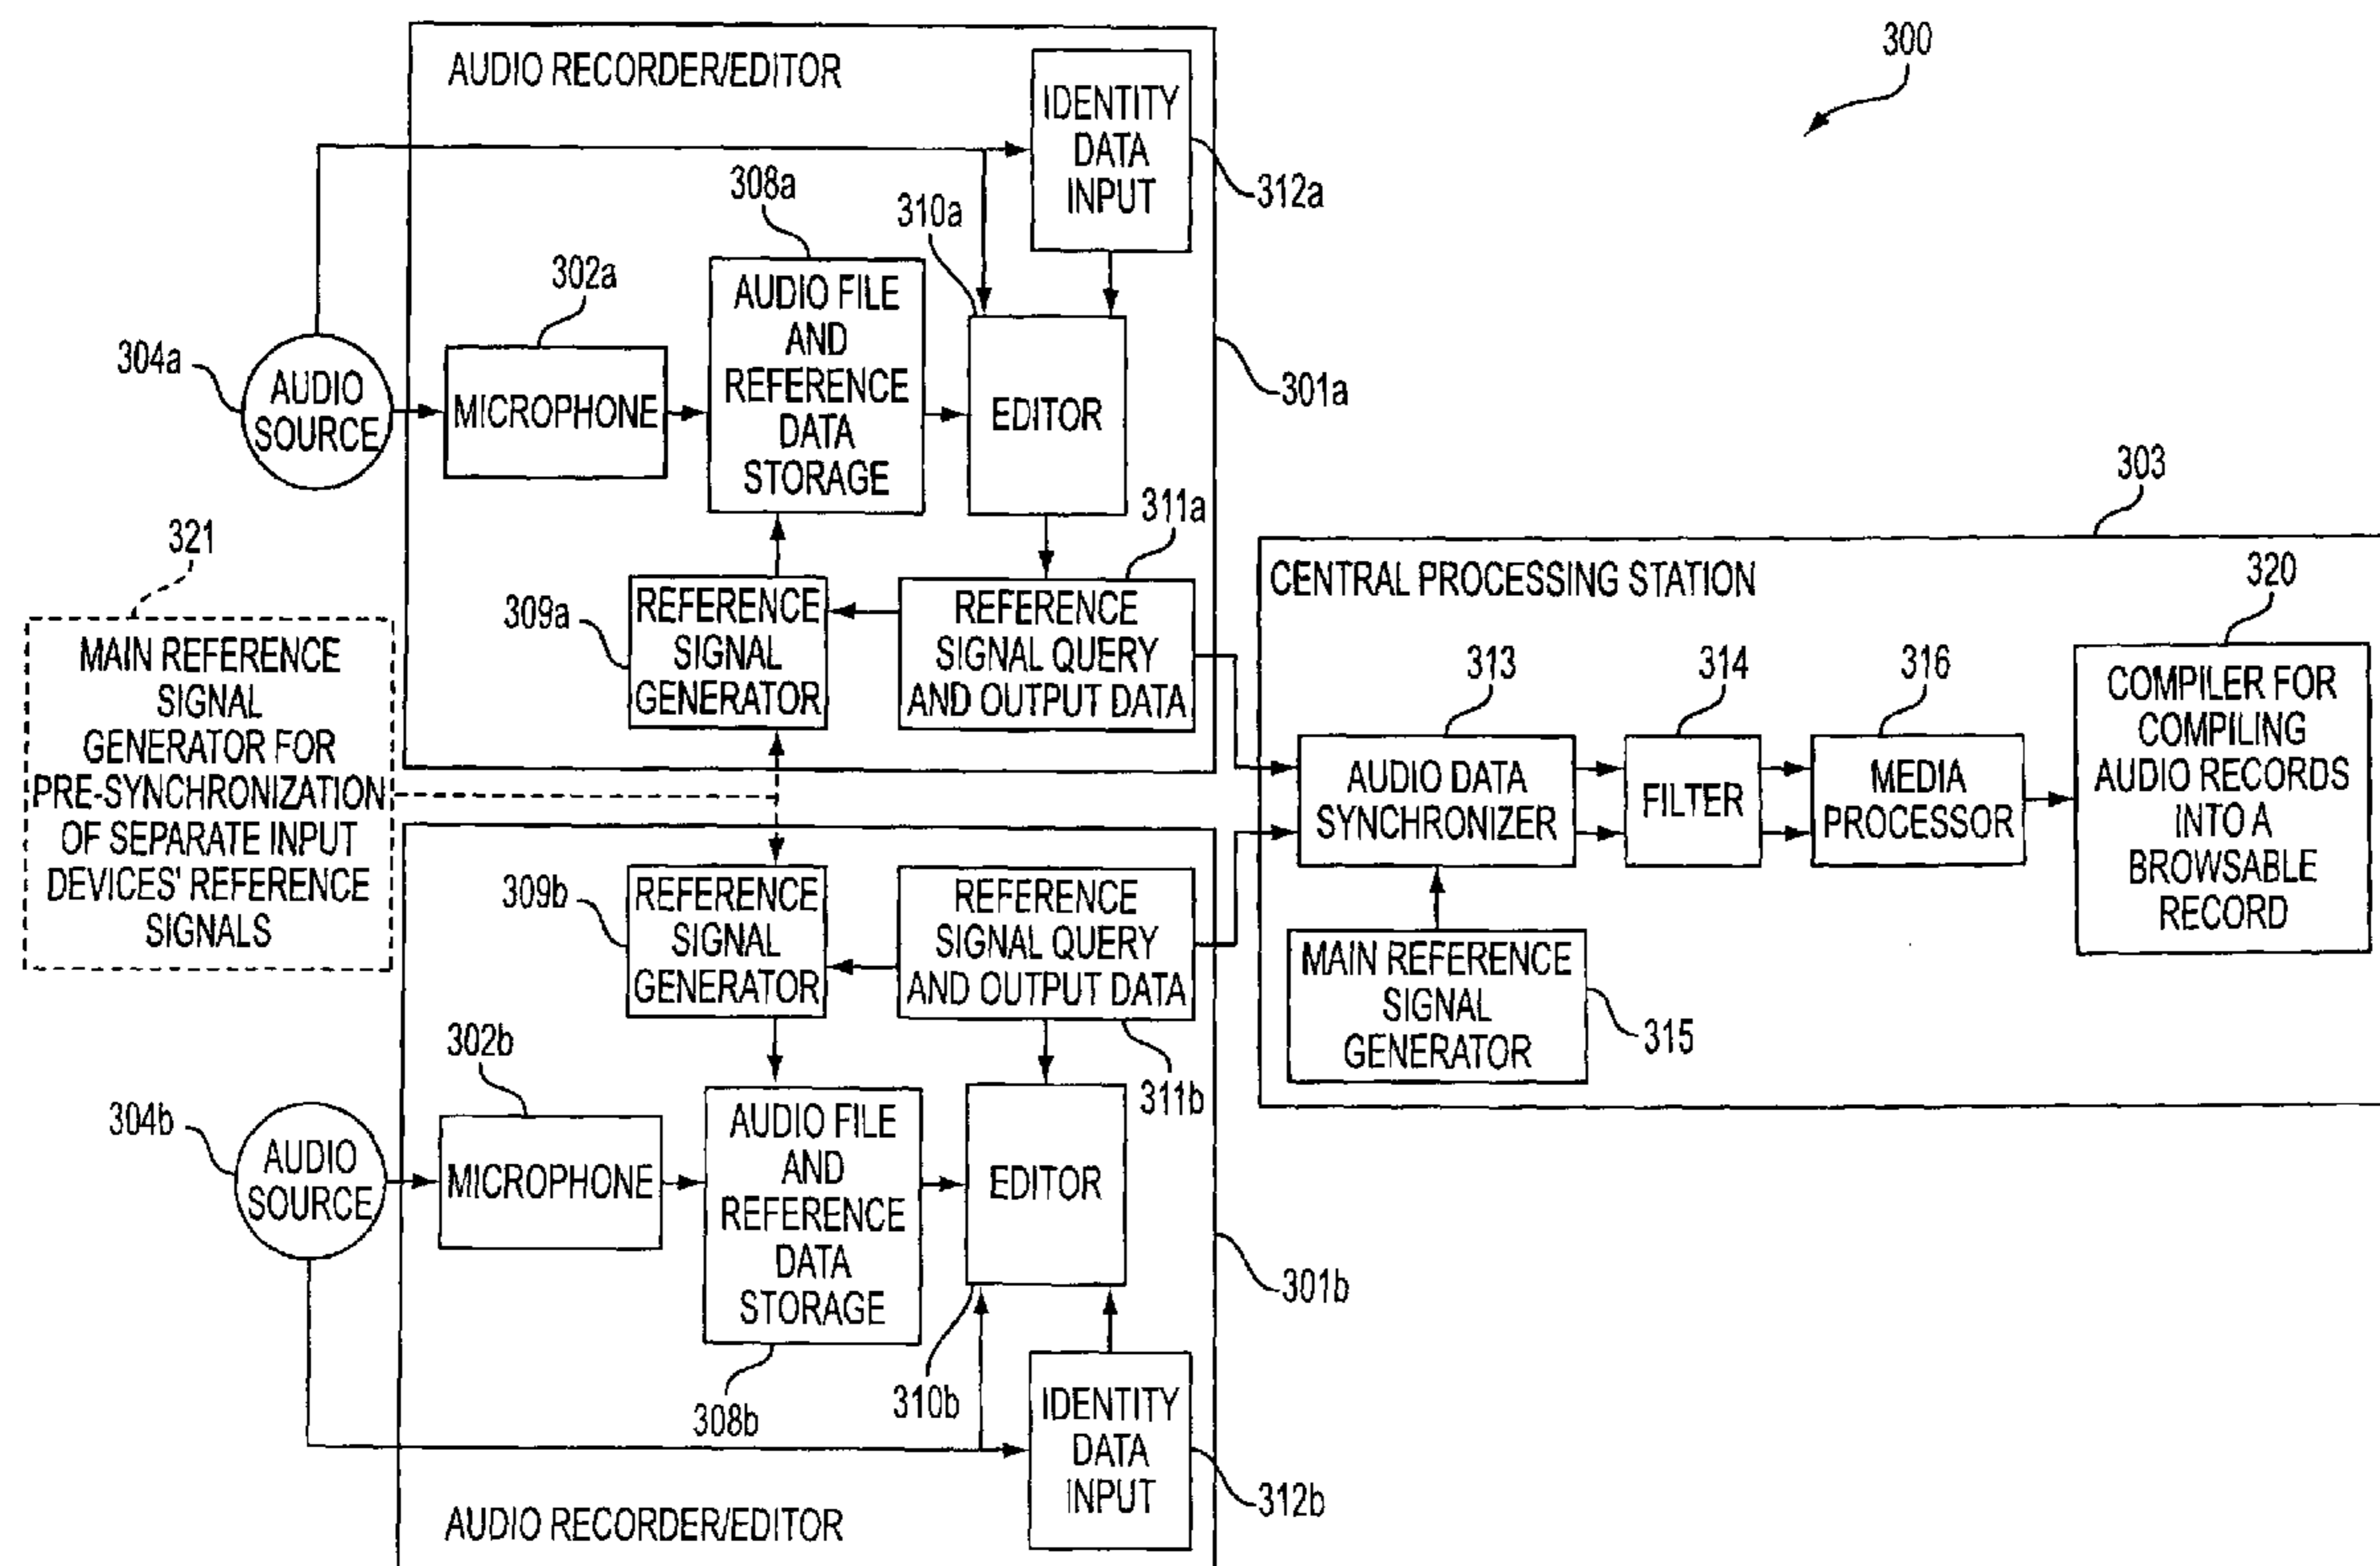 300
AUDIO RECORDER/EDITOR
IDENTITY
DATA
INPUT
312a
308a
310a
302a
AUDIO FILE
AND
REFERENCE
DATA
STORAGE
304a
AUDIO
SOURCE
MICROPHONE
EDITOR
301a
303
311a
321
CENTRAL PROCESSING STATION
320
309a
REFERENCE
SIGNAL
GENERATOR
REFERENCE
SIGNAL QUERY
AND OUTPUT DATA
MAIN REFERENCE
SIGNAL
GENERATOR FOR
PRE-SYNCHRONIZATION
OF SEPARATE INPUT
DEVICES' REFERENCE
SIGNALS
313
314
316
COMPILER FOR
COMPILING
AUDIO RECORDS
INTO A
BROWSABLE
RECORD
AUDIO DATA
SYNCHRONIZER
FILTER
MEDIA
PROCESSOR
309b
REFERENCE
SIGNAL
GENERATOR
REFERENCE
SIGNAL QUERY
AND OUTPUT DATA
MAIN REFERENCE
SIGNAL
GENERATOR
315
302b
311b
304b
AUDIO
SOURCE
MICROPHONE
AUDIO FILE
AND
REFERENCE
DATA
STORAGE
EDITOR
301b
310b
308b
IDENTITY
DATA
INPUT
312b
AUDIO RECORDER/EDITOR